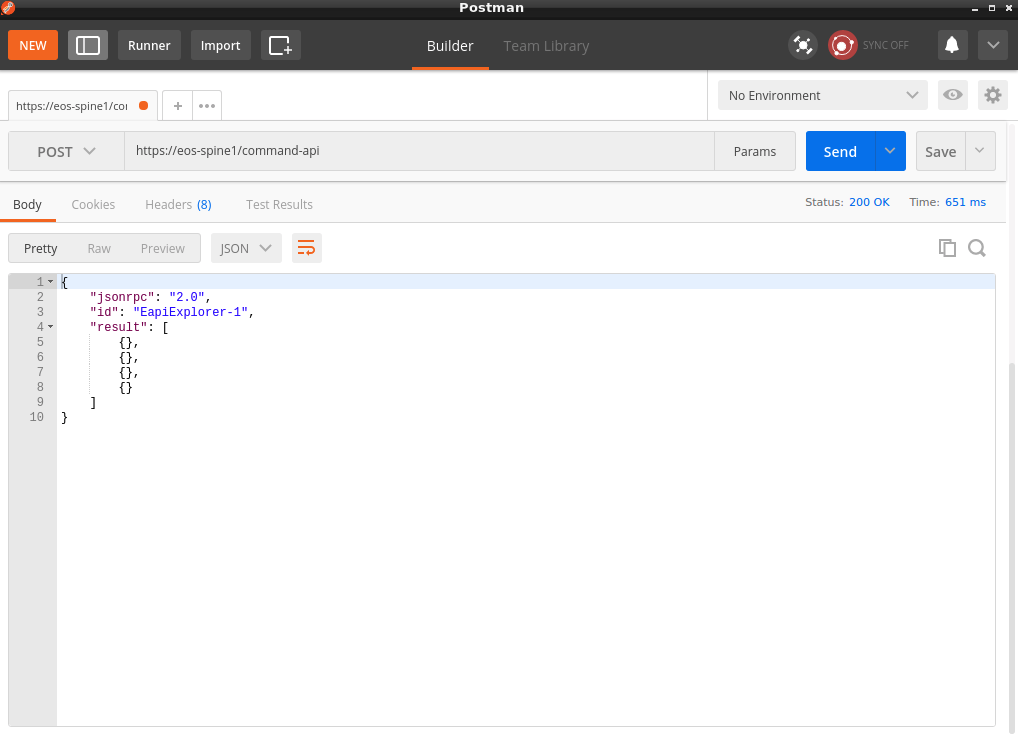 Postman
NEW Runner Import Builder Team Library SYNC OFF
https://eos-spine1/con + ••• No Environment
POST https://eos-spine1/command-api Params Send Save
Body Cookies Headers (8) Test Results Status: 200 OK Time: 651 ms
Pretty Raw Preview JSON
1 {
2 "jsonrpc": "2.0",
3 "id": "EapiExplorer-1",
4 "result": [
5 {},
6 {},
7 {},
8 {}
9 ]
10 }